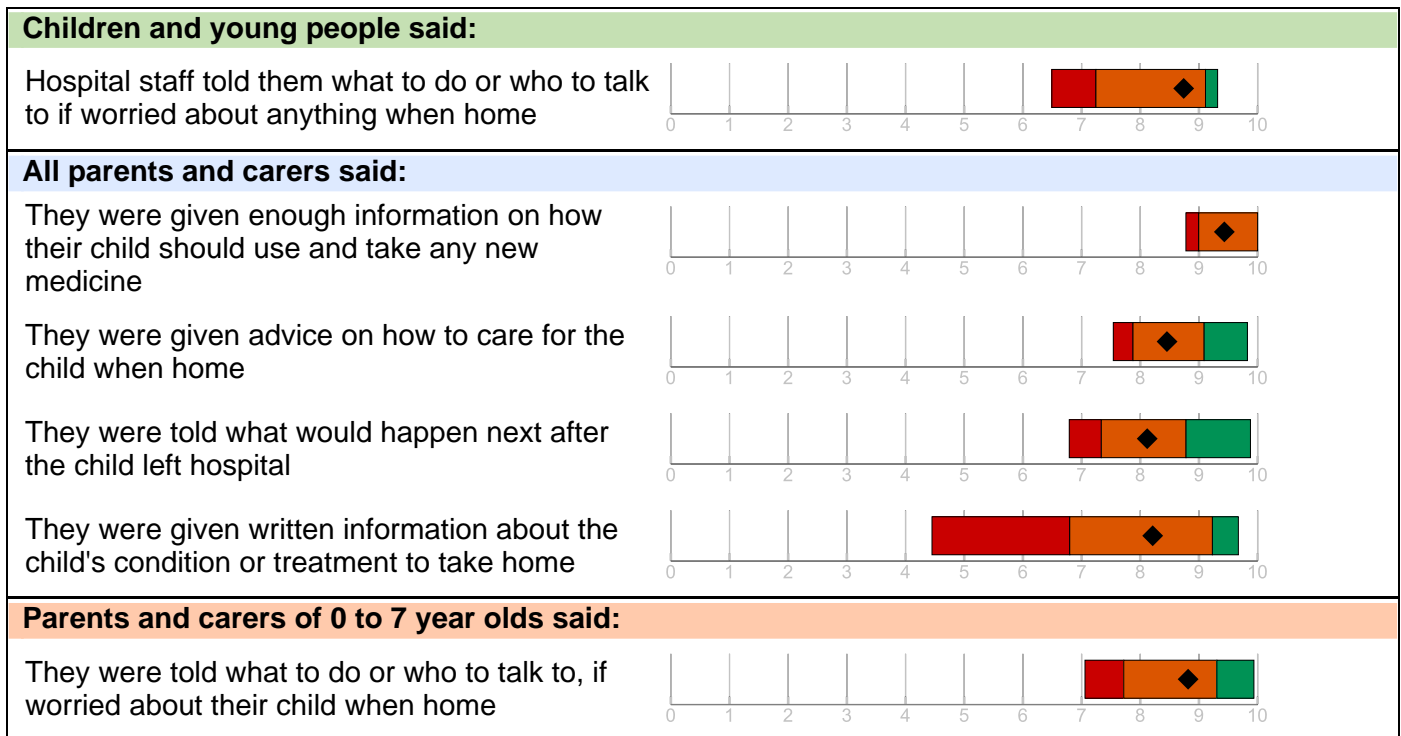 Children and young people said:
Hospital staff told them what to do or who to talk
to if worried about anything when home
0 1 2 3 4 5 6 7 8 9 10
All parents and carers said:
They were given enough information on how
their child should use and take any new
medicine
0 1 2 3 4 5 6 7 8 9 10
They were given advice on how to care for the
child when home
0 1 2 3 4 5 6 7 8 9 10
They were told what would happen next after
the child left hospital
0 1 2 3 4 5 6 7 8 9 10
They were given written information about the
child's condition or treatment to take home
0 1 2 3 4 5 6 7 8 9 10
Parents and carers of 0 to 7 year olds said:
They were told what to do or who to talk to, if
worried about their child when home
0 1 2 3 4 5 6 7 8 9 10